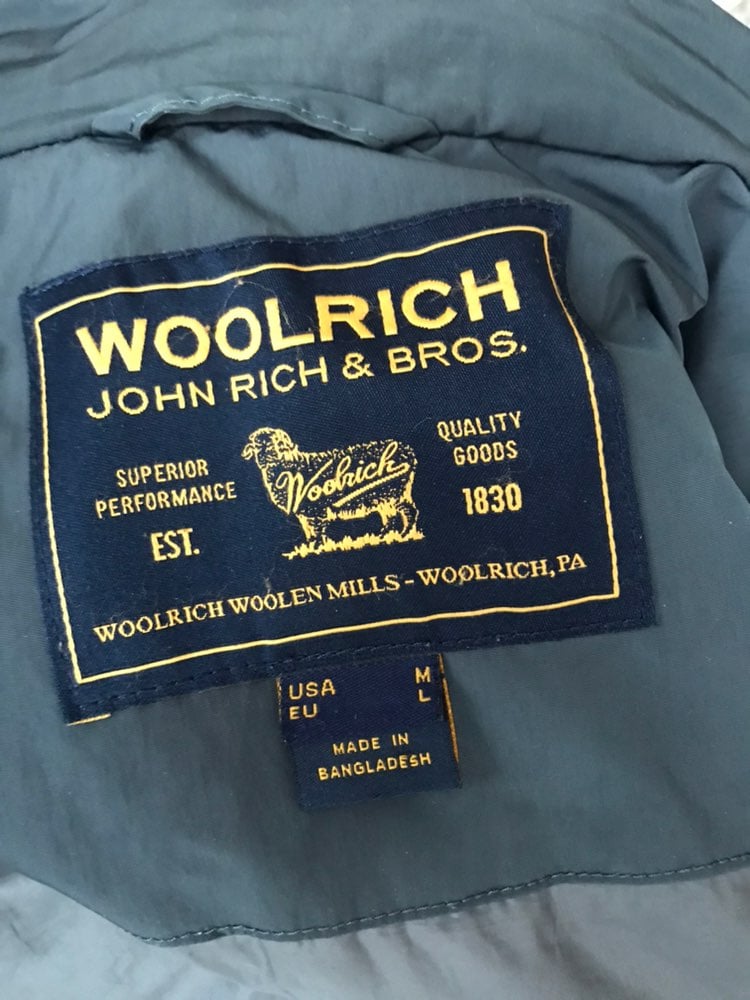 WOOLRICH
JOHN RICH & BROS.
SUPERIOR
PERFORMANCE
EST.
Woolrich
QUALITY
GOODS
1830
WOOLRICH WOOLEN MILLS - WOOLRICH, PA
USA M
EU L
MADE IN
BANGLADESH